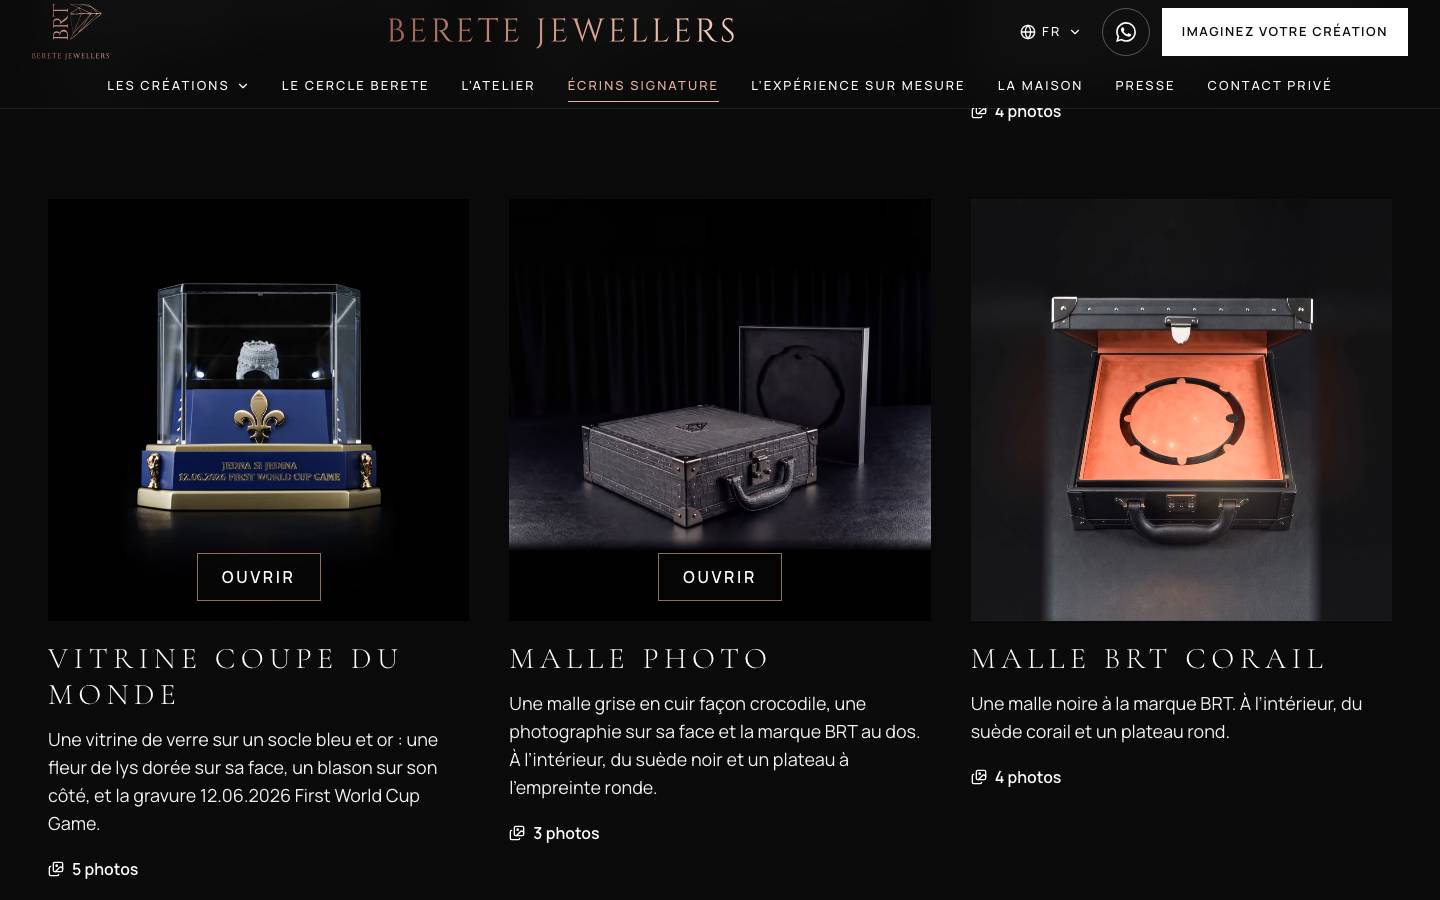 BRT
BERETE JEWELLERS
BERETE JEWELLERS
FR
IMAGINEZ VOTRE CRÉATION
LES CRÉATIONS
LE CERCLE BERETE
L'ATELIER
ÉCRINS SIGNATURE
L'EXPÉRIENCE SUR MESURE
LA MAISON
PRESSE
CONTACT PRIVÉ
4 photos
JEDNA SI JEDINA
12.06.2026 FIRST WORLD CUP GAME
OUVRIR
OUVRIR
VITRINE COUPE DU
MONDE
Une vitrine de verre sur un socle bleu et or : une
fleur de lys dorée sur sa face, un blason sur son
côté, et la gravure 12.06.2026 First World Cup
Game.
5 photos
MALLE PHOTO
Une malle grise en cuir façon crocodile, une
photographie sur sa face et la marque BRT au dos.
À l'intérieur, du suède noir et un plateau à
l'empreinte ronde.
3 photos
MALLE BRT CORAIL
Une malle noire à la marque BRT. À l'intérieur, du
suède corail et un plateau rond.
4 photos